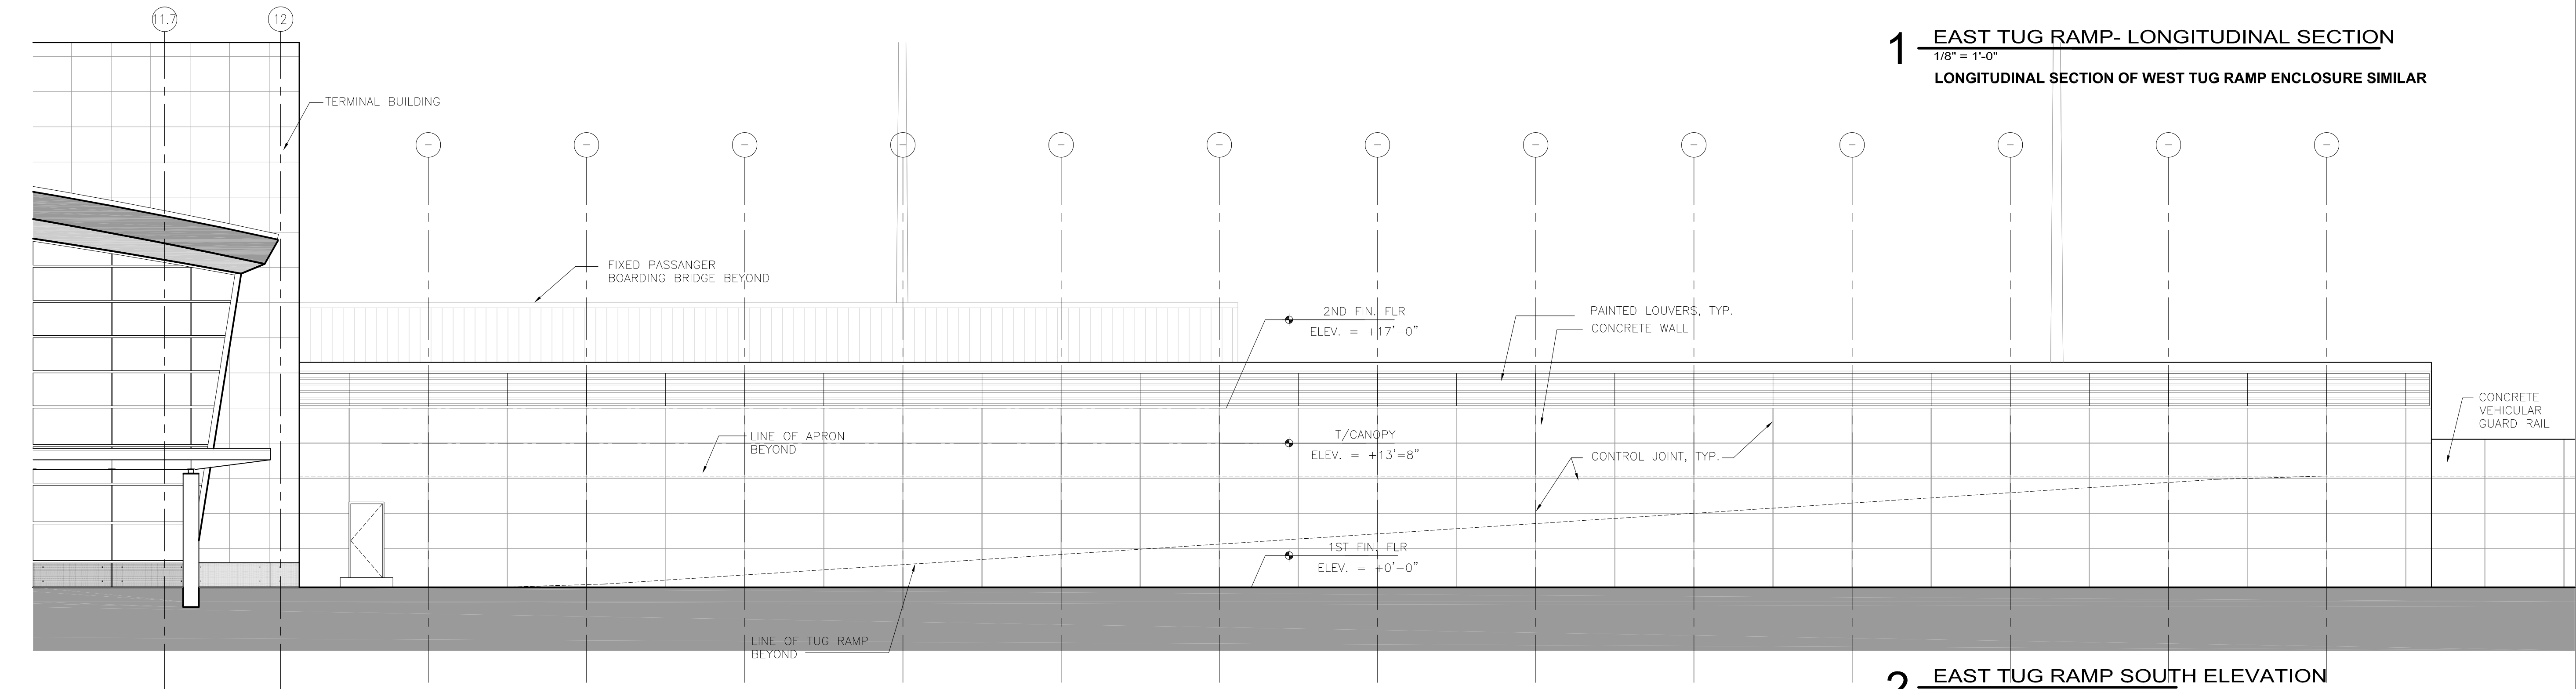 11.7
12
1 EAST TUG RAMP- LONGITUDINAL SECTION
1/8" = 1'-0"
LONGITUDINAL SECTION OF WEST TUG RAMP ENCLOSURE SIMILAR
TERMINAL BUILDING
- - - - - - - - - - - - -
FIXED PASSANGER
BOARDING BRIDGE BEYOND
2ND FIN. FLR
ELEV. = +17'-0"
PAINTED LOUVERS, TYP.
CONCRETE WALL
CONCRETE
VEHICULAR
GUARD RAIL
LINE OF APRON
BEYOND
T/CANOPY
ELEV. = +13'=8"
CONTROL JOINT, TYP.
1ST FIN. FLR
ELEV. = +0'-0"
LINE OF TUG RAMP
BEYOND
2 EAST TUG RAMP SOUTH ELEVATION